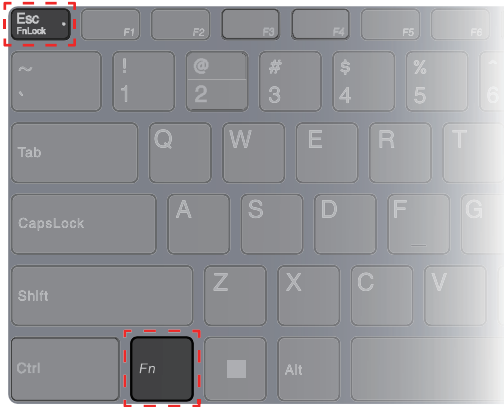 Esc
FnLock
F1 F2 F3 F4 F5 F6
~ ! @ # $ % ^
` 1 2 3 4 5 6
Tab Q W E R T
CapsLock A S D F G
Shift Z X C V
Ctrl Fn Alt